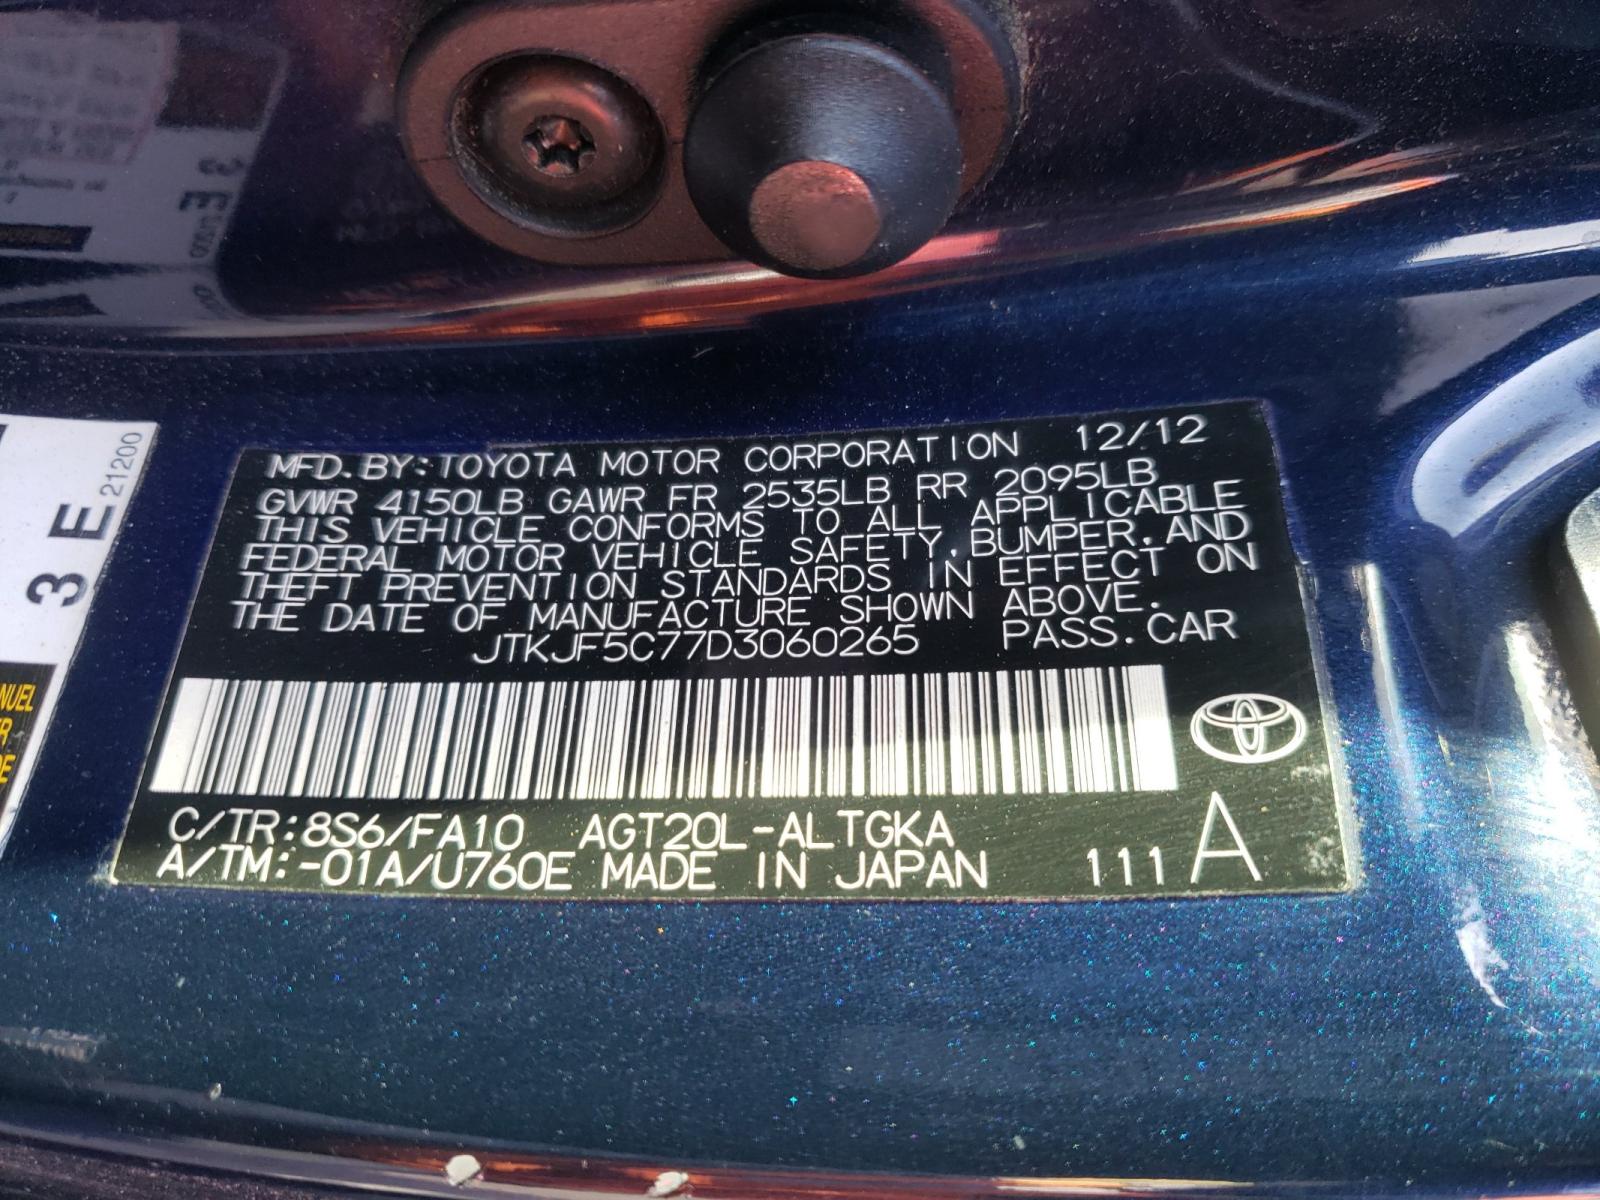 MFD. BY: TOYOTA MOTOR CORPORATION 12/12
GVWR 4150LB GAWR FR 2535LB RR 2095LB
THIS VEHICLE CONFORMS TO ALL APPLICABLE
FEDERAL MOTOR VEHICLE SAFETY, BUMPER, AND
THEFT PREVENTION STANDARDS IN EFFECT ON
THE DATE OF MANUFACTURE SHOWN ABOVE.
JTKJF5C77D3060265 PASS. CAR
C/TR:8S6/FA10 AGT20L-ALTGKA
A/TM:-01A/U760E MADE IN JAPAN 111 A
3 E 21200
NUEL